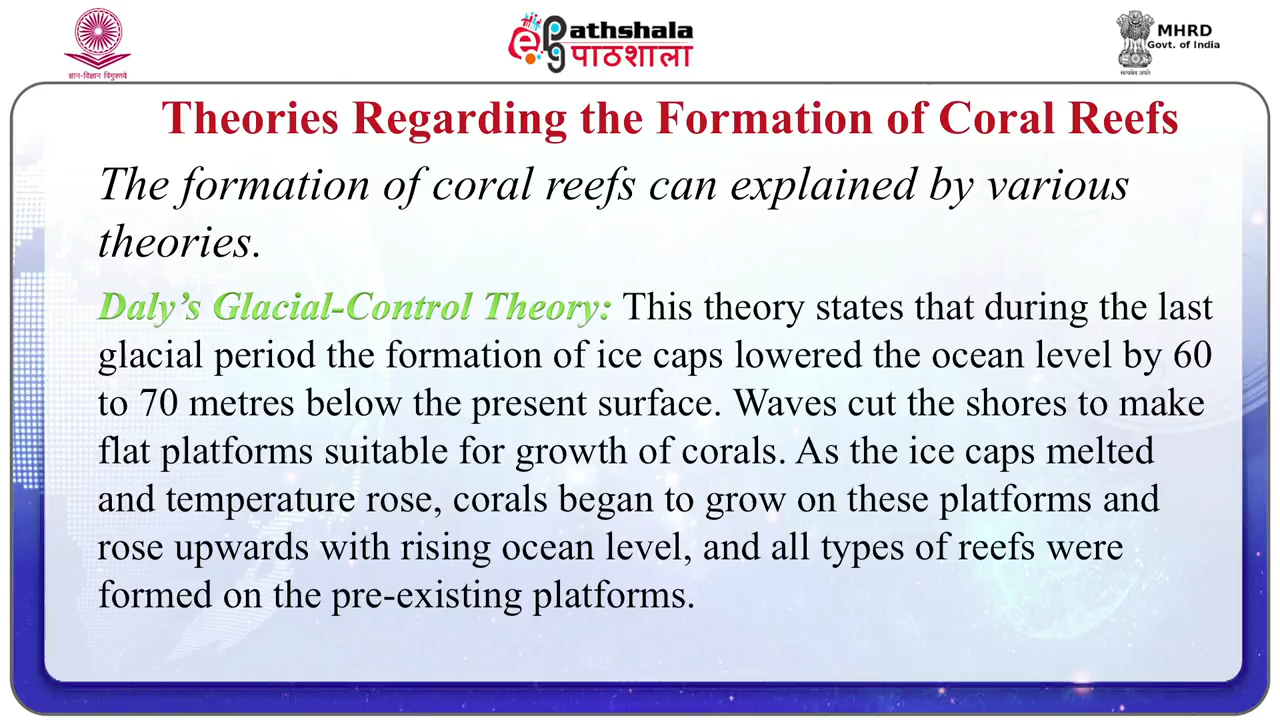 ज्ञान-विज्ञान विमुक्तये
Pathshala
पाठशाला
MHRD
Govt. of India
सत्यमेव जयते
Theories Regarding the Formation of Coral Reefs
The formation of coral reefs can explained by various
theories.
Daly’s Glacial-Control Theory: This theory states that during the last
glacial period the formation of ice caps lowered the ocean level by 60
to 70 metres below the present surface. Waves cut the shores to make
flat platforms suitable for growth of corals. As the ice caps melted
and temperature rose, corals began to grow on these platforms and
rose upwards with rising ocean level, and all types of reefs were
formed on the pre-existing platforms.